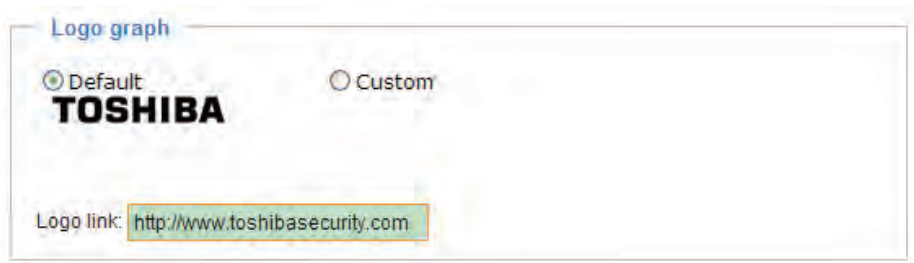 Logo graph
Default Custom
TOSHIBA
Logo link: http://www.toshibasecurity.com